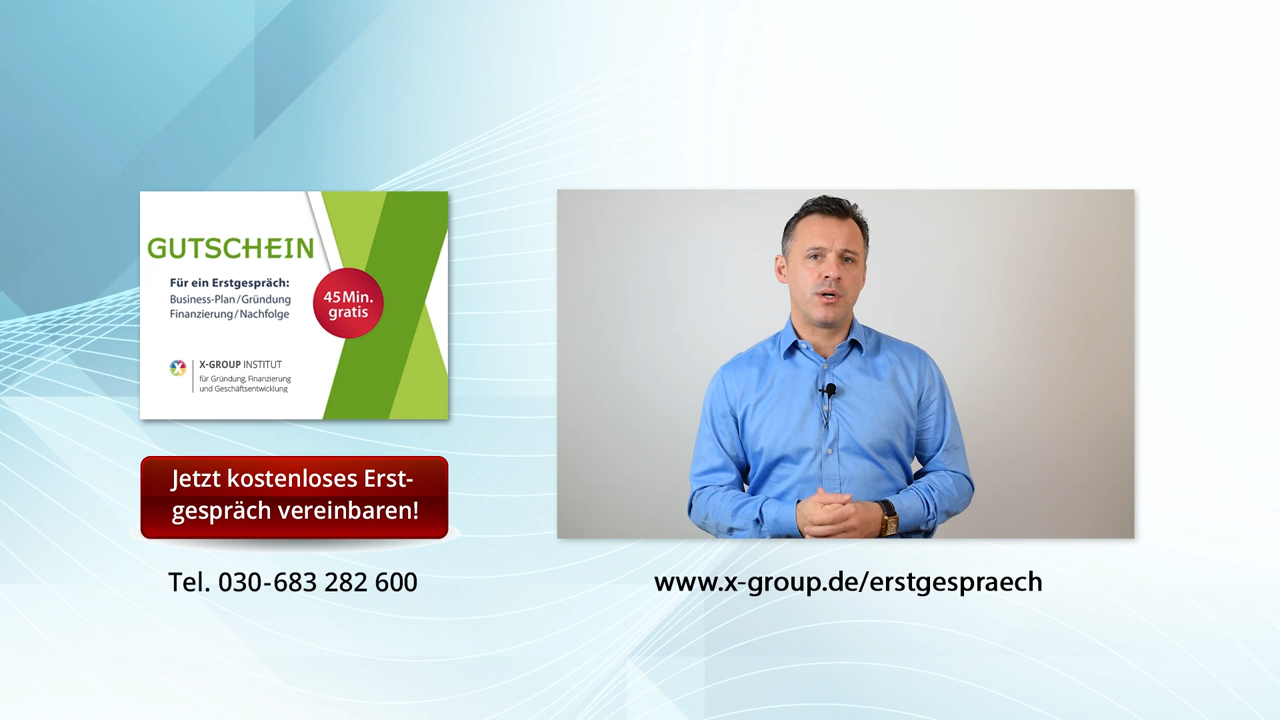 GUTSCHEIN
Für ein Erstgespräch:
Business-Plan/Gründung
Finanzierung/Nachfolge
45 Min.
gratis
X-GROUP INSTITUT
für Gründung, Finanzierung
und Geschäftsentwicklung
Jetzt kostenloses Erst-
gespräch vereinbaren!
Tel. 030-683 282 600
www.x-group.de/erstgespraech